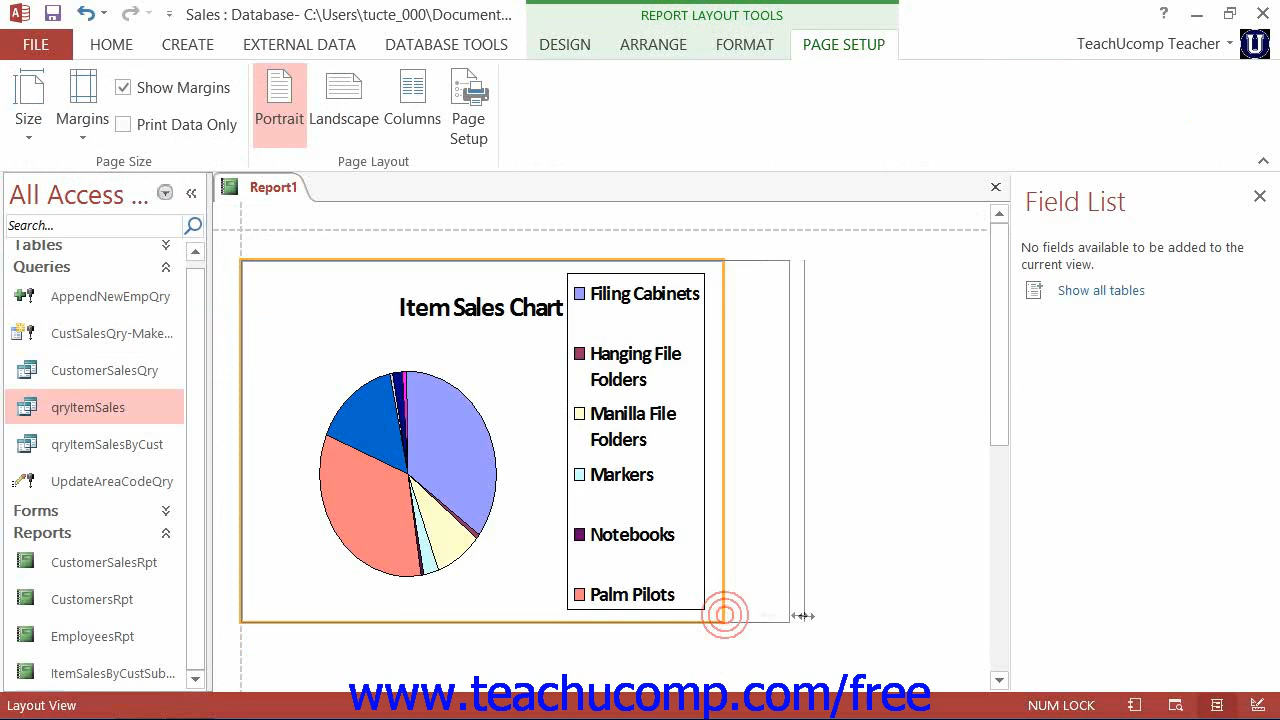 Sales : Database- C:\Users\tucte_000\Document...
REPORT LAYOUT TOOLS
?
FILE
HOME
CREATE
EXTERNAL DATA
DATABASE TOOLS
DESIGN
ARRANGE
FORMAT
PAGE SETUP
TeachUcomp Teacher
Size
Margins
Show Margins
Print Data Only
Portrait
Landscape
Columns
Page
Setup
Page Size
Page Layout
All Access ...
Search...
Tables
Queries
AppendNewEmpQry
CustSalesQry-Make...
CustomerSalesQry
qryItemSales
qryItemSalesByCust
UpdateAreaCodeQry
Forms
Reports
CustomerSalesRpt
CustomersRpt
EmployeesRpt
ItemSalesByCustSub...
Report1
Item Sales Chart
Filing Cabinets
Hanging File
Folders
Manilla File
Folders
Markers
Notebooks
Palm Pilots
Field List
No fields available to be added to the
current view.
Show all tables
www.teachucomp.com/free
Layout View
NUM LOCK